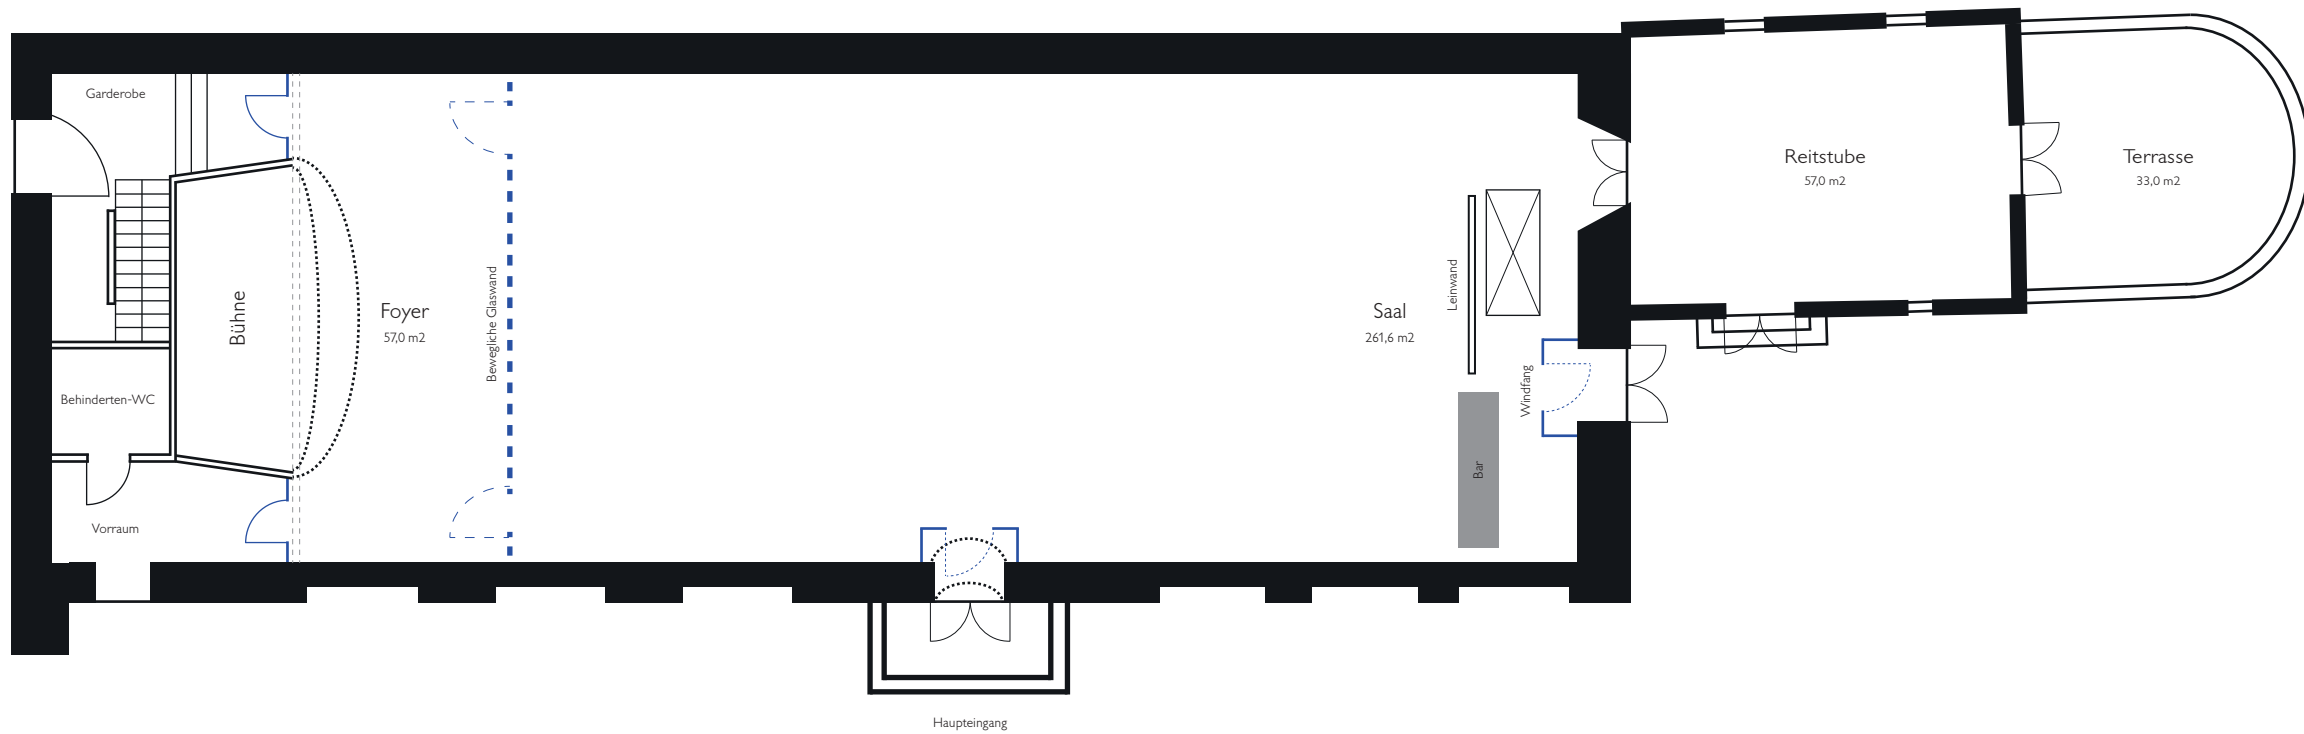 Garderobe
Bühne
Foyer
57,0 m2
Bewegliche Glaswand
Behinderten-WC
Vorraum
Saal
261,6 m2
Leinwand
Windfang
Bar
Reitstube
57,0 m2
Terrasse
33,0 m2
Haupteingang